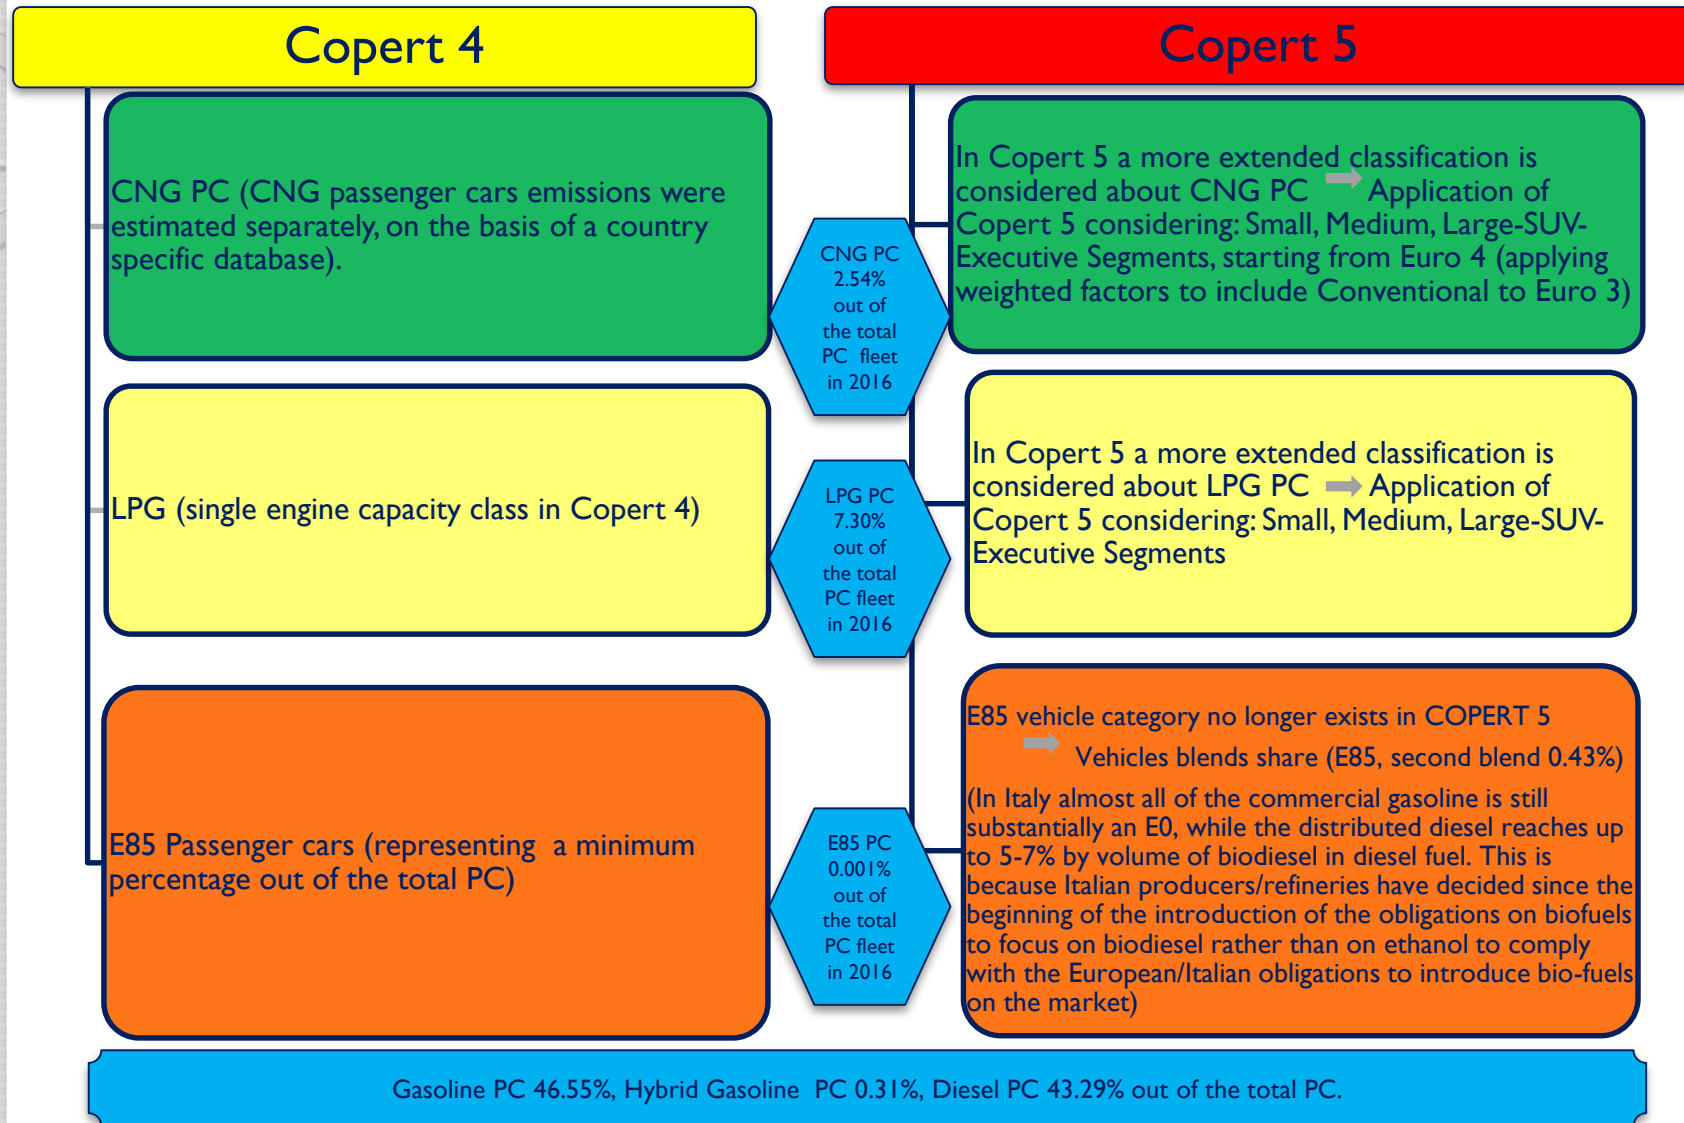 Copert 4
Copert 5
CNG PC (CNG passenger cars emissions were
estimated separately, on the basis of a country
specific database).
CNG PC
2.54%
out of
the total
PC fleet
in 2016
In Copert 5 a more extended classification is
considered about CNG PC Application of
Copert 5 considering: Small, Medium, Large-SUV-
Executive Segments, starting from Euro 4 (applying
weighted factors to include Conventional to Euro 3)
LPG (single engine capacity class in Copert 4)
LPG PC
7.30%
out of
the total
PC fleet
in 2016
In Copert 5 a more extended classification is
considered about LPG PC Application of
Copert 5 considering: Small, Medium, Large-SUV-
Executive Segments
E85 Passenger cars (representing a minimum
percentage out of the total PC)
E85 PC
0.001%
out of
the total
PC fleet
in 2016
E85 vehicle category no longer exists in COPERT 5
Vehicles blends share (E85, second blend 0.43%)
(In Italy almost all of the commercial gasoline is still
substantially an E0, while the distributed diesel reaches up
to 5-7% by volume of biodiesel in diesel fuel. This is
because Italian producers/refineries have decided since the
beginning of the introduction of the obligations on biofuels
to focus on biodiesel rather than on ethanol to comply
with the European/Italian obligations to introduce bio-fuels
on the market)
Gasoline PC 46.55%, Hybrid Gasoline PC 0.31%, Diesel PC 43.29% out of the total PC.